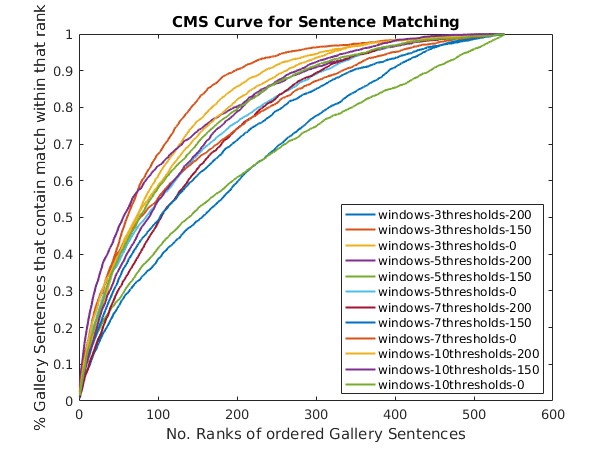 CMS Curve for Sentence Matching
% Gallery Sentences that contain match within that rank
1
0.9
0.8
0.7
0.6
0.5
0.4
0.3
0.2
0.1
0
0 100 200 300 400 500 600
No. Ranks of ordered Gallery Sentences
windows-3thresholds-200
windows-3thresholds-150
windows-3thresholds-0
windows-5thresholds-200
windows-5thresholds-150
windows-5thresholds-0
windows-7thresholds-200
windows-7thresholds-150
windows-7thresholds-0
windows-10thresholds-200
windows-10thresholds-150
windows-10thresholds-0